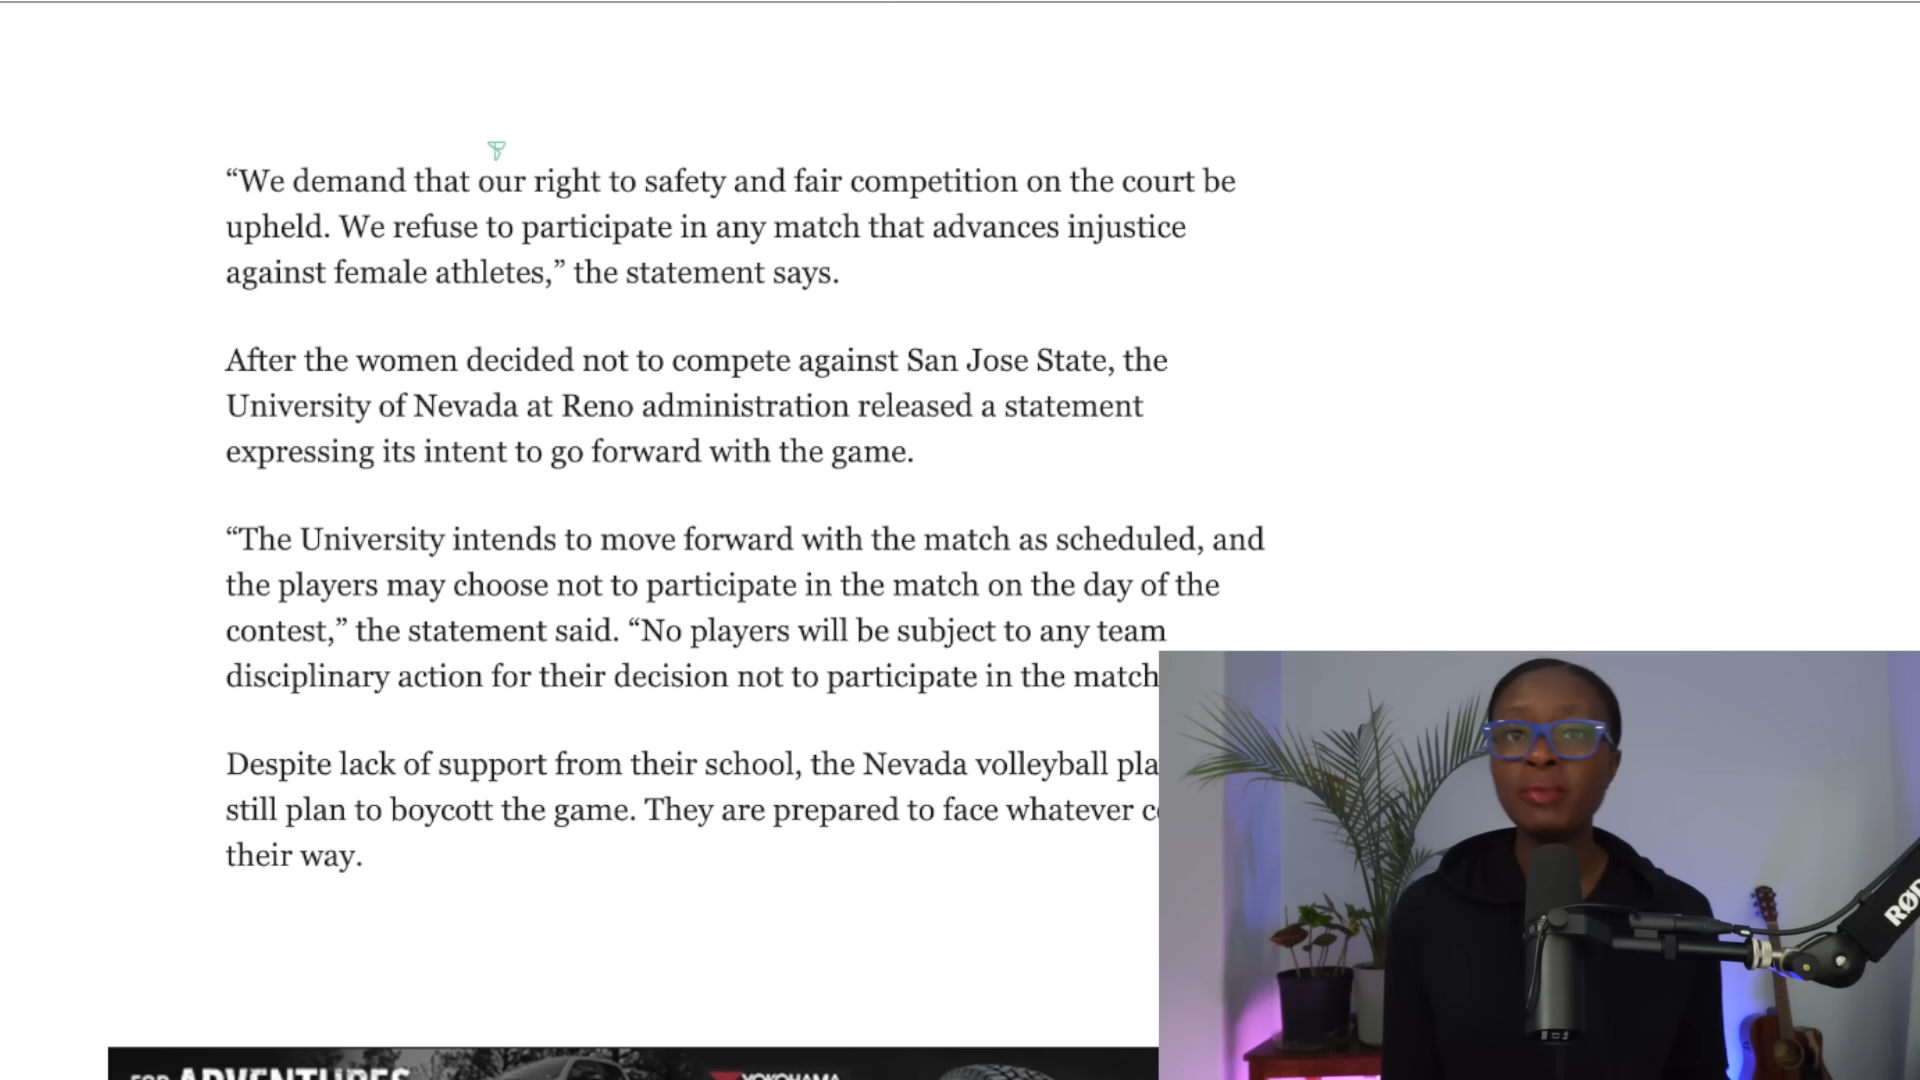 “We demand that our right to safety and fair competition on the court be
upheld. We refuse to participate in any match that advances injustice
against female athletes,” the statement says.
After the women decided not to compete against San Jose State, the
University of Nevada at Reno administration released a statement
expressing its intent to go forward with the game.
“The University intends to move forward with the match as scheduled, and
the players may choose not to participate in the match on the day of the
contest,” the statement said. “No players will be subject to any team
disciplinary action for their decision not to participate in the match
Despite lack of support from their school, the Nevada volleyball pla
still plan to boycott the game. They are prepared to face whatever c
their way.
RØD
FOR ADVENTURES
YOKOHAMA